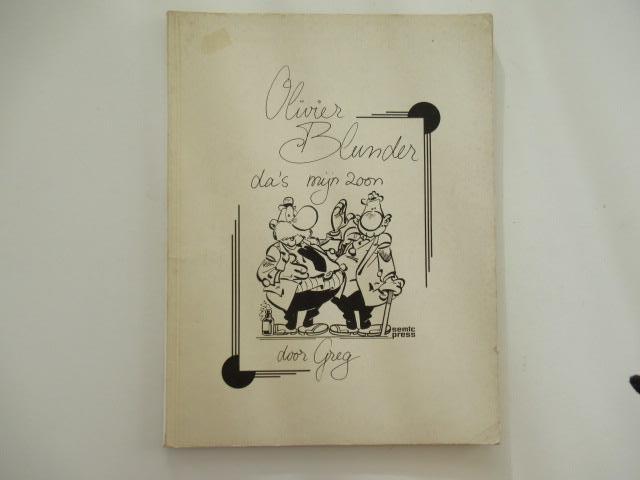 Olivier
Blunder
da's mijn zoon
semic
press
door Greg